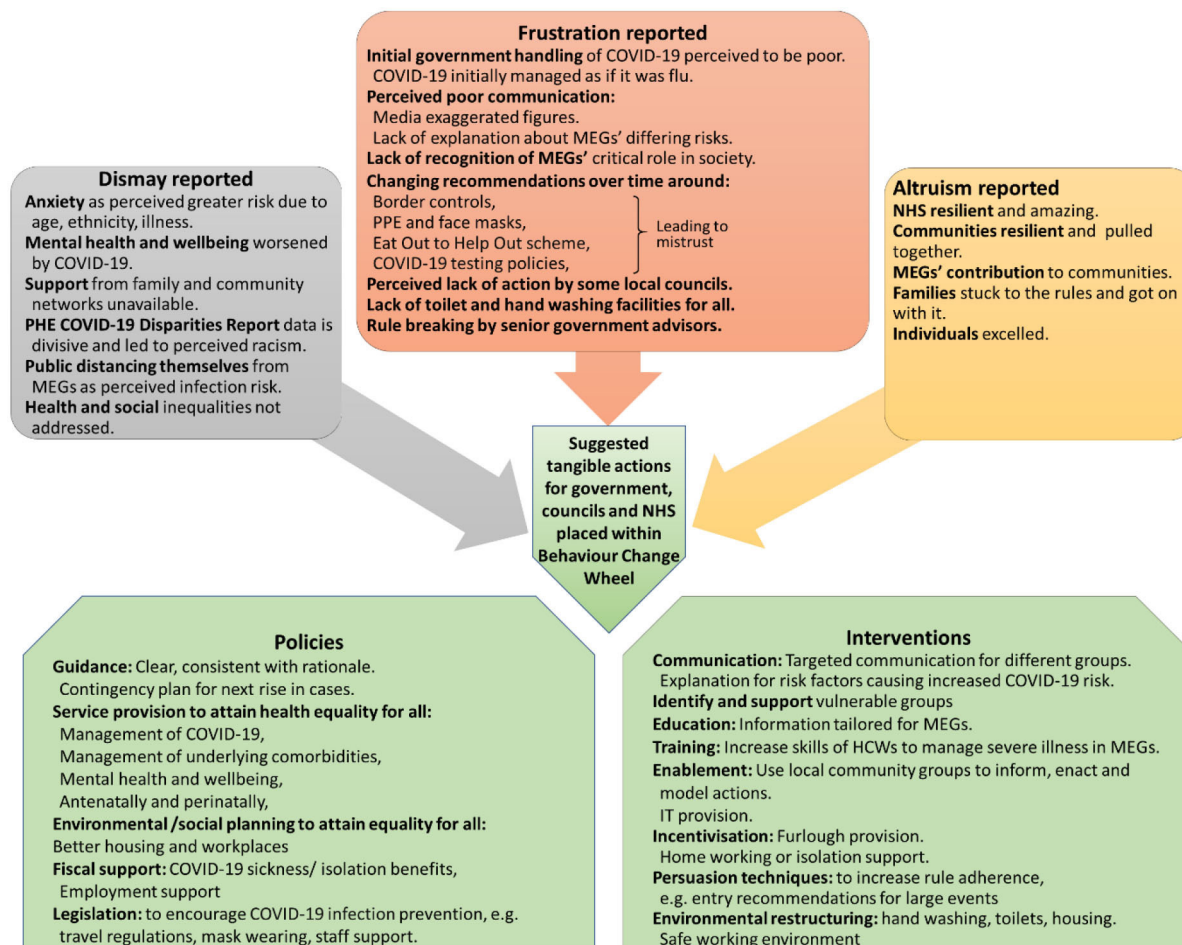 Frustration reported
Initial government handling of COVID-19 perceived to be poor.
COVID-19 initially managed as if it was flu.
Perceived poor communication:
Media exaggerated figures.
Lack of explanation about MEGs' differing risks.
Lack of recognition of MEGs' critical role in society.
Changing recommendations over time around:
Border controls,
PPE and face masks,
Eat Out to Help Out scheme,
COVID-19 testing policies,
Leading to
mistrust
Perceived lack of action by some local councils.
Lack of toilet and hand washing facilities for all.
Rule breaking by senior government advisors.
Dismay reported
Anxiety as perceived greater risk due to
age, ethnicity, illness.
Mental health and wellbeing worsened
by COVID-19.
Support from family and community
networks unavailable.
PHE COVID-19 Disparities Report data is
divisive and led to perceived racism.
Public distancing themselves from
MEGs as perceived infection risk.
Health and social inequalities not
addressed.
Altruism reported
NHS resilient and amazing.
Communities resilient and pulled
together.
MEGs' contribution to communities.
Families stuck to the rules and got on
with it.
Individuals excelled.
Suggested
tangible actions
for government,
councils and NHS
placed within
Behaviour Change
Wheel
Policies
Guidance: Clear, consistent with rationale.
Contingency plan for next rise in cases.
Service provision to attain health equality for all:
Management of COVID-19,
Management of underlying comorbidities,
Mental health and wellbeing,
Antenatally and perinatally,
Environmental /social planning to attain equality for all:
Better housing and workplaces
Fiscal support: COVID-19 sickness/ isolation benefits,
Employment support
Legislation: to encourage COVID-19 infection prevention, e.g.
travel regulations, mask wearing, staff support.
Interventions
Communication: Targeted communication for different groups.
Explanation for risk factors causing increased COVID-19 risk.
Identify and support vulnerable groups
Education: Information tailored for MEGs.
Training: Increase skills of HCWs to manage severe illness in MEGs.
Enablement: Use local community groups to inform, enact and
model actions.
IT provision.
Incentivisation: Furlough provision.
Home working or isolation support.
Persuasion techniques: to increase rule adherence,
e.g. entry recommendations for large events
Environmental restructuring: hand washing, toilets, housing.
Safe working environment